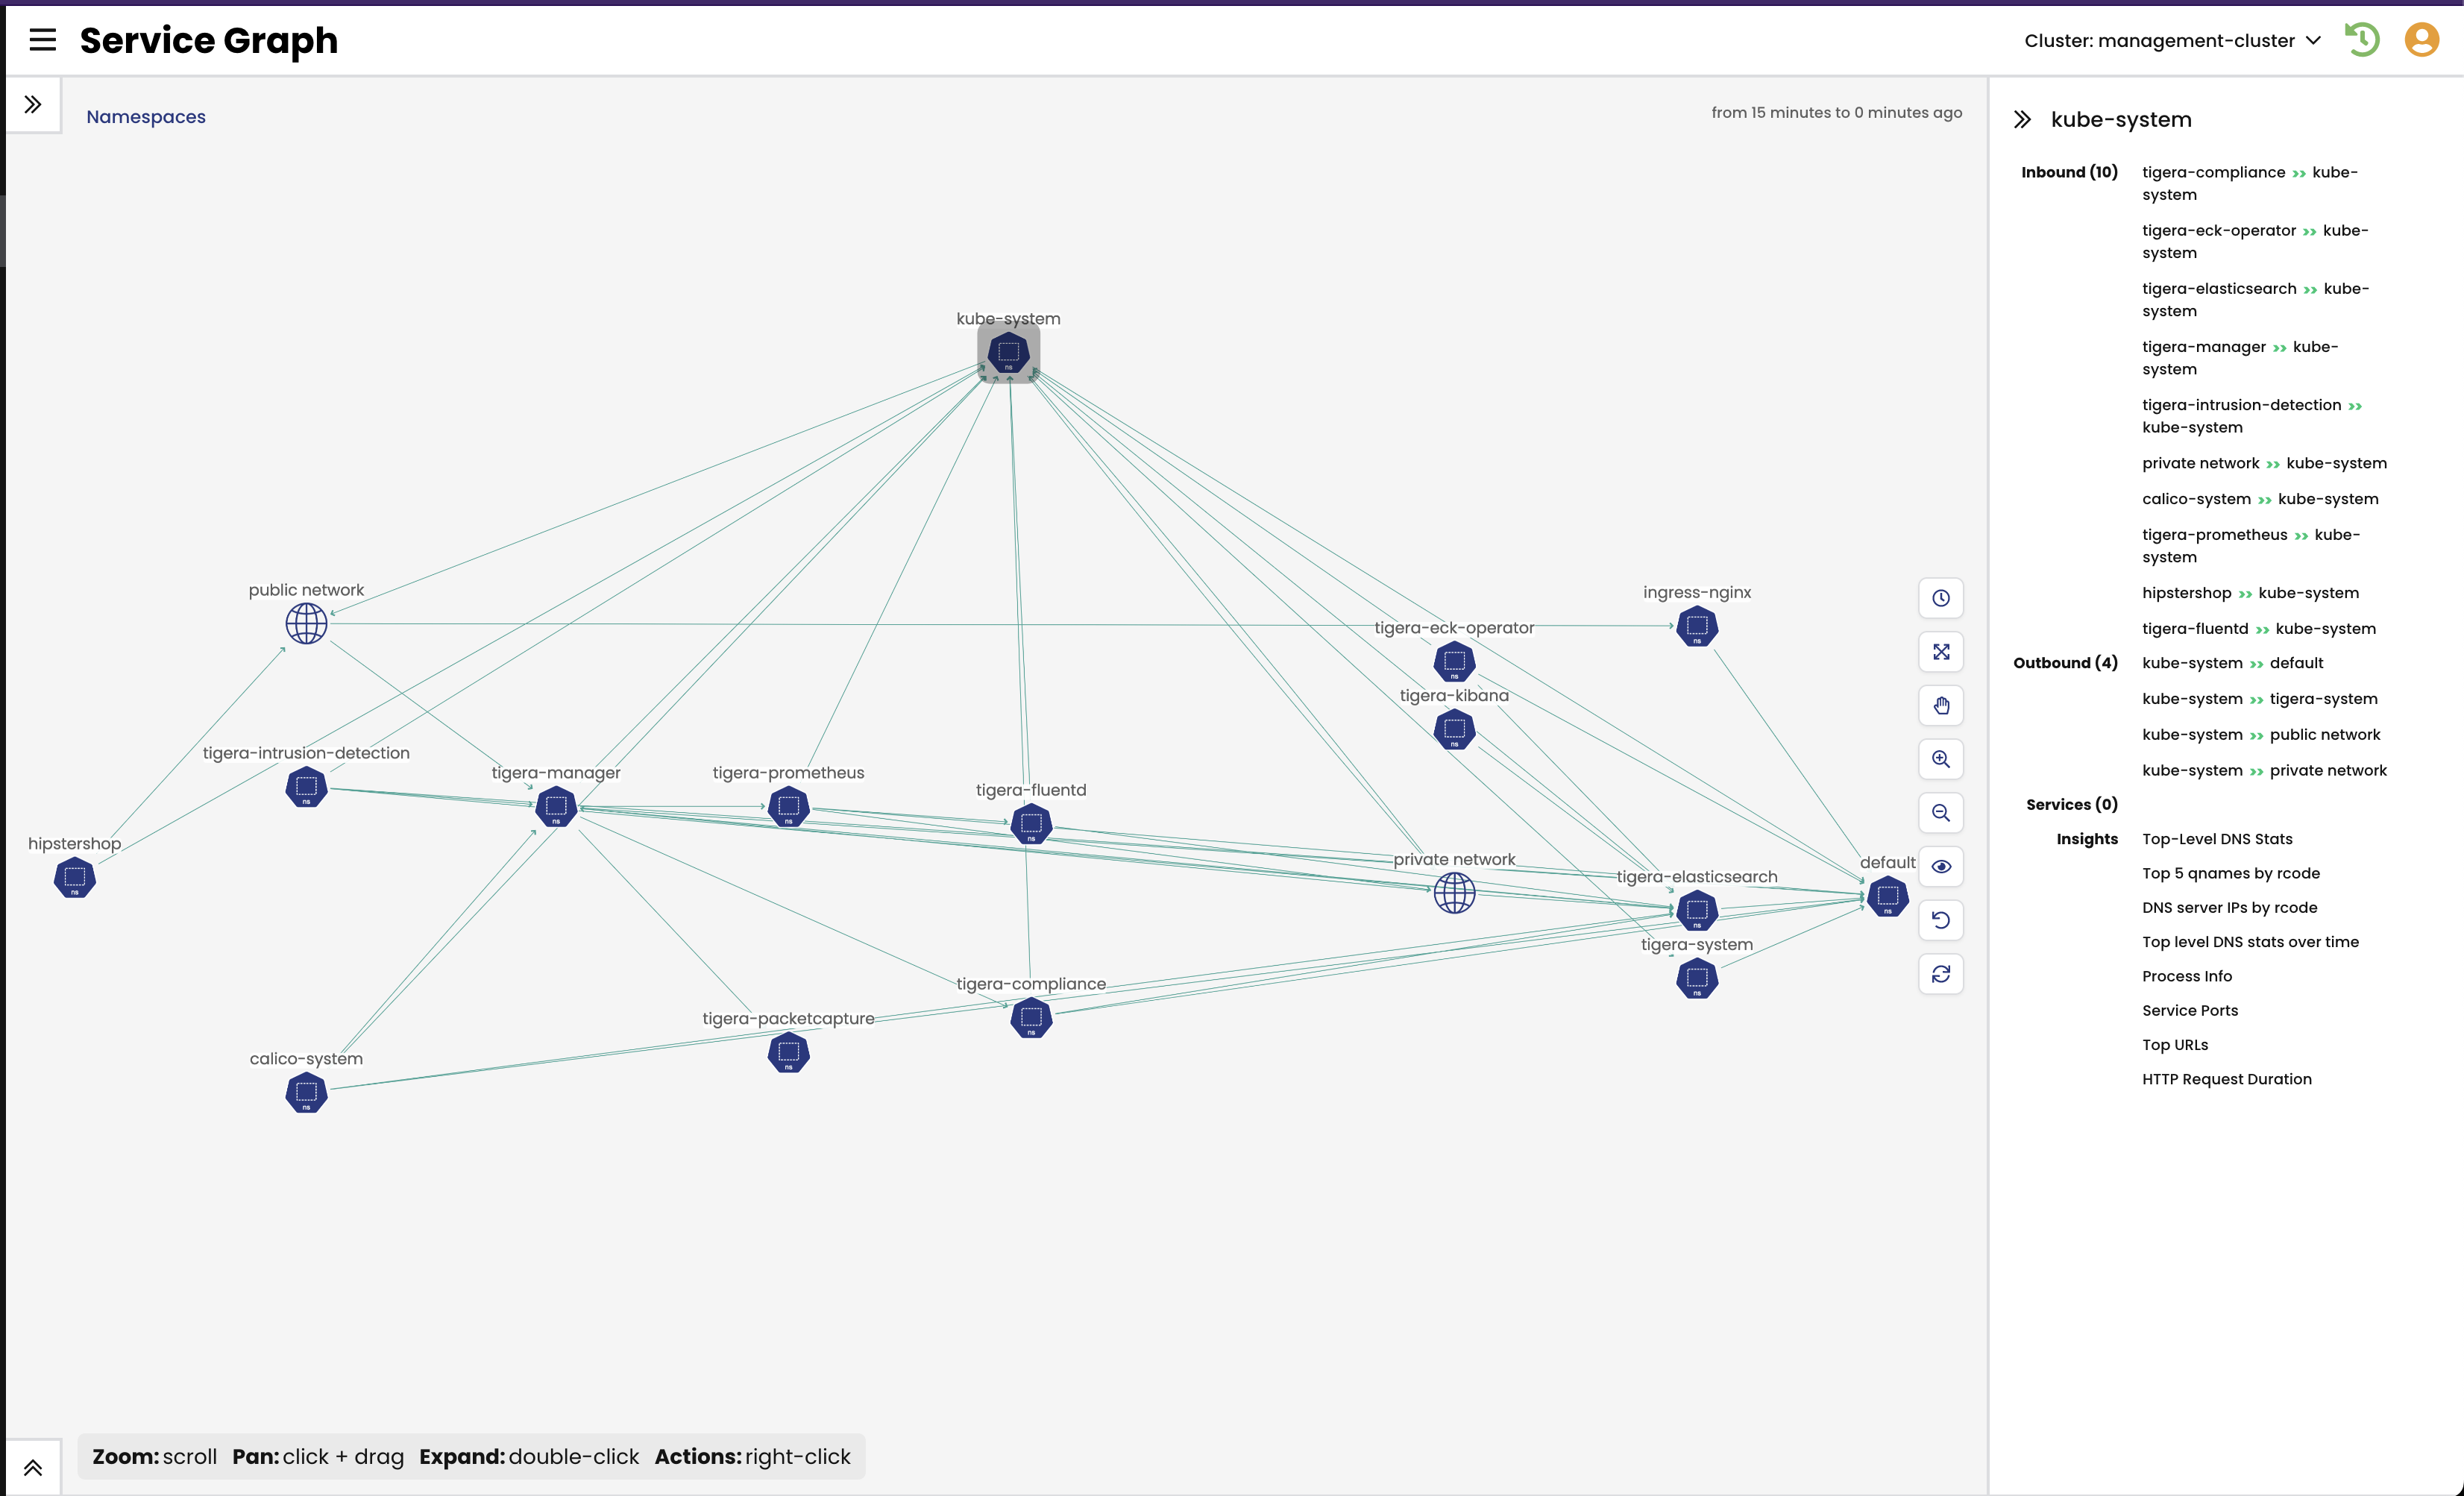 Service Graph
Cluster: management-cluster
Namespaces
from 15 minutes to 0 minutes ago
kube-system
ns
public network
ingress-nginx
ns
tigera-eck-operator
ns
tigera-kibana
ns
tigera-intrusion-detection
ns
tigera-manager
ns
tigera-prometheus
ns
tigera-fluentd
ns
hipstershop
ns
private network
default
ns
tigera-elasticsearch
ns
tigera-system
ns
tigera-compliance
ns
tigera-packetcapture
ns
calico-system
ns
Zoom: scroll Pan: click + drag Expand: double-click Actions: right-click
kube-system
Inbound (10)
tigera-compliance >> kube-
system
tigera-eck-operator >> kube-
system
tigera-elasticsearch >> kube-
system
tigera-manager >> kube-
system
tigera-intrusion-detection >>
kube-system
private network >> kube-system
calico-system >> kube-system
tigera-prometheus >> kube-
system
hipstershop >> kube-system
tigera-fluentd >> kube-system
Outbound (4)
kube-system >> default
kube-system >> tigera-system
kube-system >> public network
kube-system >> private network
Services (0)
Insights
Top-Level DNS Stats
Top 5 qnames by rcode
DNS server IPs by rcode
Top level DNS stats over time
Process Info
Service Ports
Top URLs
HTTP Request Duration